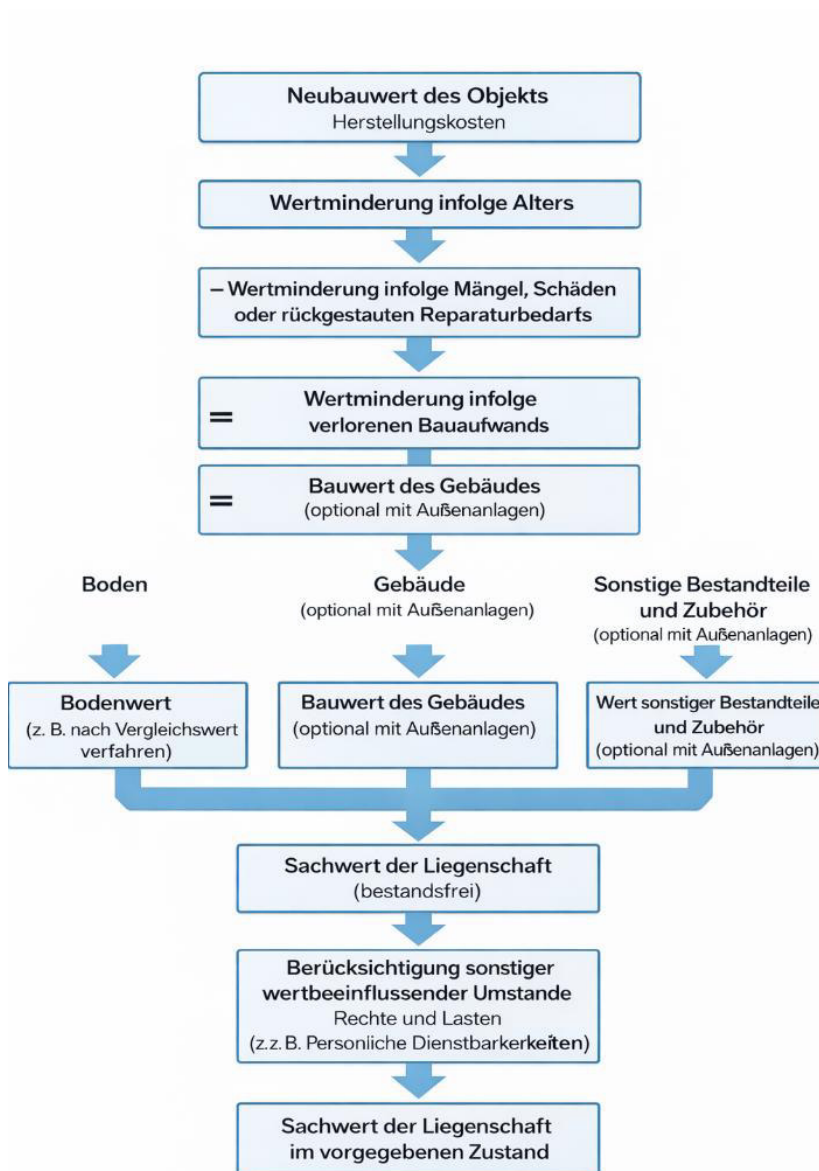 Neubauwert des Objekts
Herstellungskosten
Wertminderung infolge Alters
– Wertminderung infolge Mängel, Schäden
oder rückgestauten Reparaturbedarfs
= Wertminderung infolge
verlorenen Bauaufwands
= Bauwert des Gebäudes
(optional mit Außenanlagen)
Boden
Gebäude
(optional mit Außenanlagen)
Sonstige Bestandteile
und Zubehör
(optional mit Außenanlagen)
Bodenwert
(z. B. nach Vergleichswert
verfahren)
Bauwert des Gebäudes
(optional mit Außenanlagen)
Wert sonstiger Bestandteile
und Zubehör
(optional mit Außenanlagen)
Sachwert der Liegenschaft
(bestandsfrei)
Berücksichtigung sonstiger
wertbeeinflussender Umstande
Rechte und Lasten
(z.z. B. Personliche Dienstbarkerkeiten)
Sachwert der Liegenschaft
im vorgegebenen Zustand